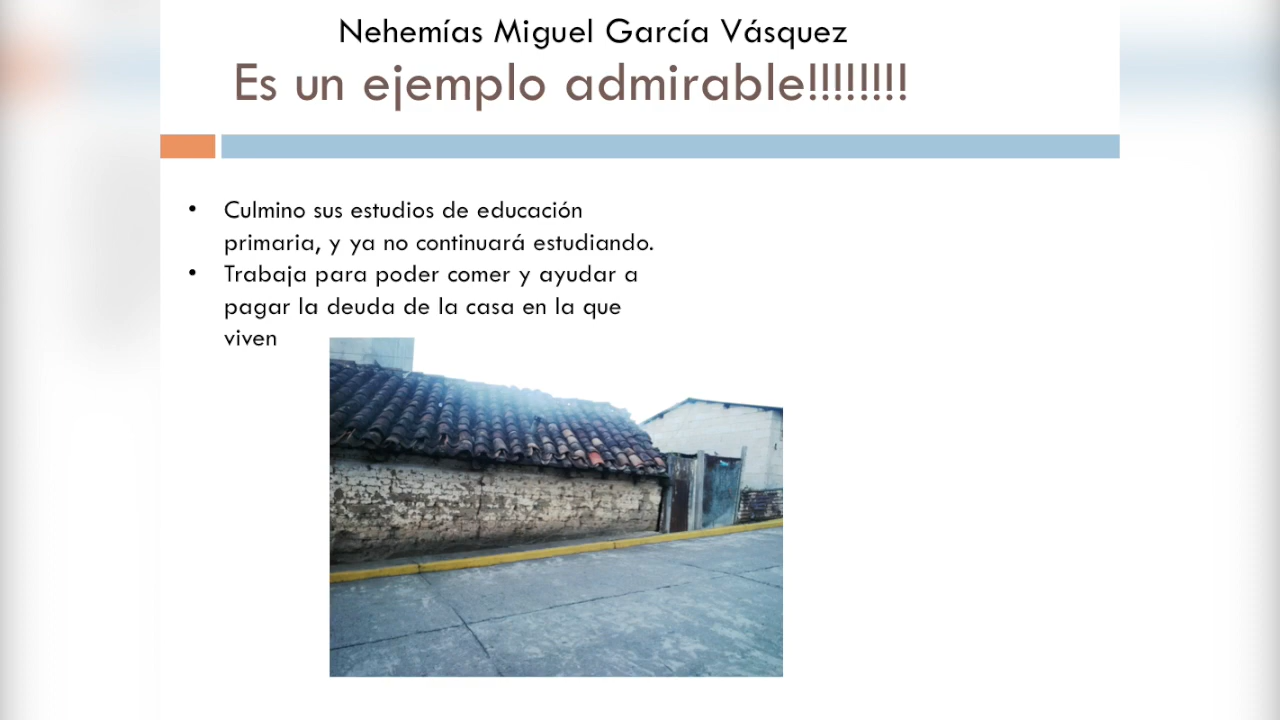 Nehemías Miguel García Vásquez
Es un ejemplo admirable!!!!!!!!
• Culmino sus estudios de educación
primaria, y ya no continuará estudiando.
• Trabaja para poder comer y ayudar a
pagar la deuda de la casa en la que
viven